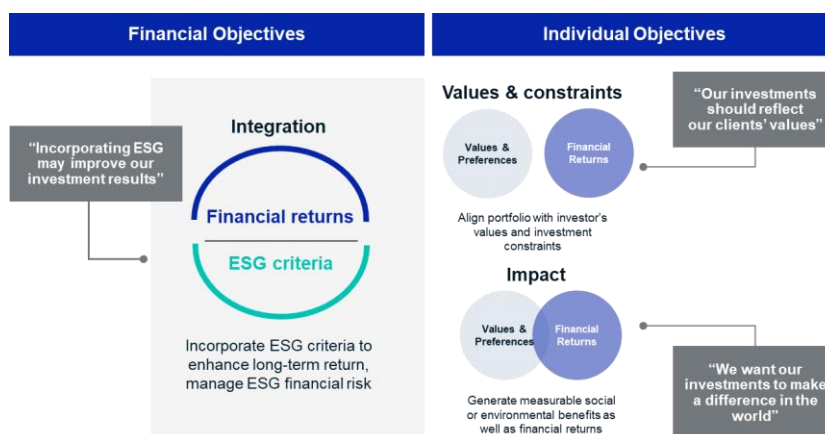 Financial Objectives
“Incorporating ESG
may improve our
investment results”
Integration
Financial returns
ESG criteria
Incorporate ESG criteria to
enhance long-term return,
manage ESG financial risk
Individual Objectives
Values & constraints
Values &
Preferences
Financial
Returns
“Our investments
should reflect
our clients’ values”
Align portfolio with investor’s
values and investment
constraints
Impact
Values &
Preferences
Financial
Returns
Generate measurable social
or environmental benefits as
well as financial returns
“We want our
investments to make
a difference in the
world”